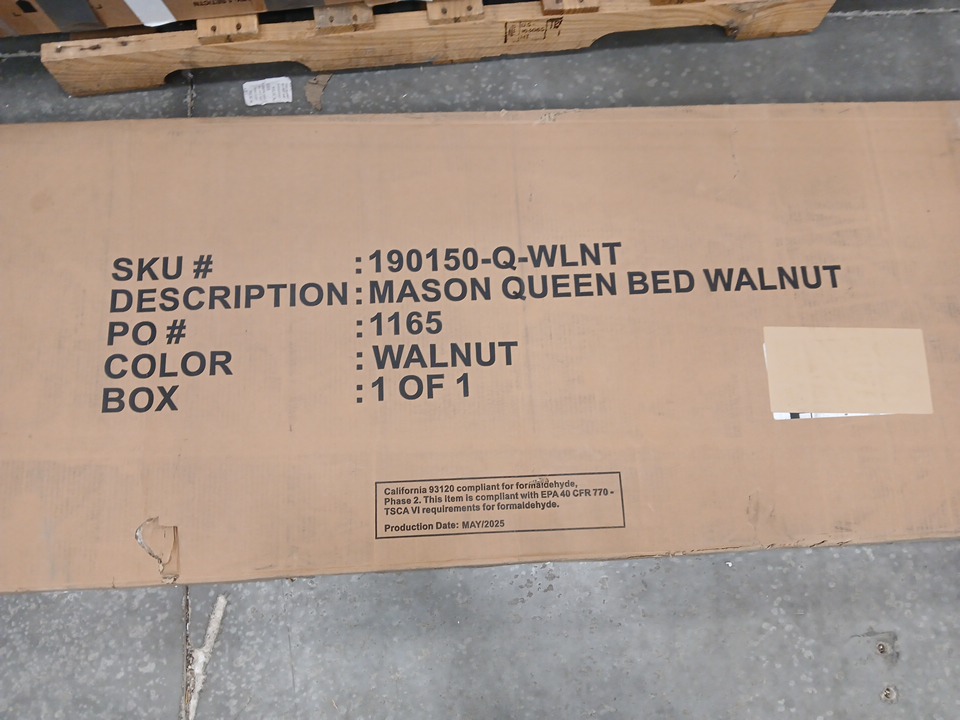 SKU # : 190150-Q-WLNT
DESCRIPTION : MASON QUEEN BED WALNUT
PO # : 1165
COLOR : WALNUT
BOX : 1 OF 1
California 93120 compliant for formaldehyde,
Phase 2. This item is compliant with EPA 40 CFR 770 -
TSCA VI requirements for formaldehyde.
Production Date: MAY/2025